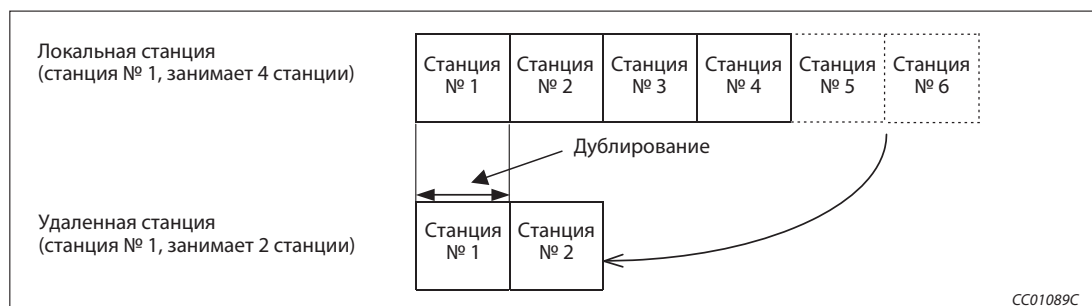 Локальная станция
(станция № 1, занимает 4 станции)
Станция
№ 1
Станция
№ 2
Станция
№ 3
Станция
№ 4
Станция
№ 5
Станция
№ 6
Дублирование
Удаленная станция
(станция № 1, занимает 2 станции)
Станция
№ 1
Станция
№ 2
CC01089C